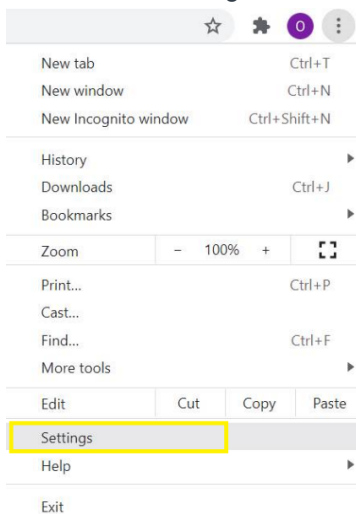 O
New tab Ctrl+T
New window Ctrl+N
New Incognito window Ctrl+Shift+N
History
Downloads Ctrl+J
Bookmarks
Zoom - 100% +
Print... Ctrl+P
Cast...
Find... Ctrl+F
More tools
Edit Cut Copy Paste
Settings
Help
Exit